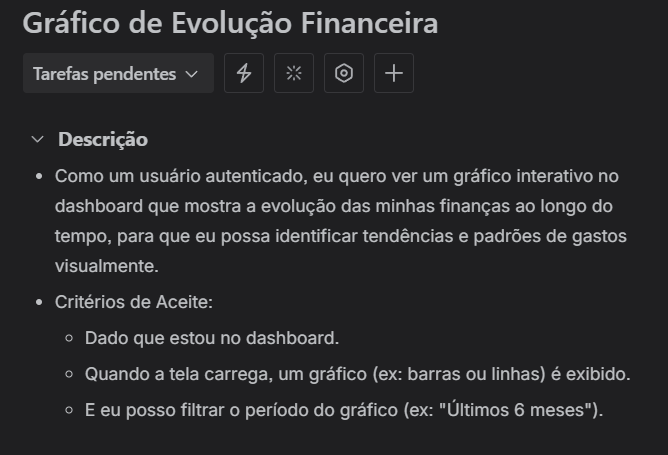 Gráfico de Evolução Financeira
Tarefas pendentes
Descrição
Como um usuário autenticado, eu quero ver um gráfico interativo no
dashboard que mostra a evolução das minhas finanças ao longo do
tempo, para que eu possa identificar tendências e padrões de gastos
visualmente.
Critérios de Aceite:
Dado que estou no dashboard.
Quando a tela carrega, um gráfico (ex: barras ou linhas) é exibido.
E eu posso filtrar o período do gráfico (ex: "Últimos 6 meses").